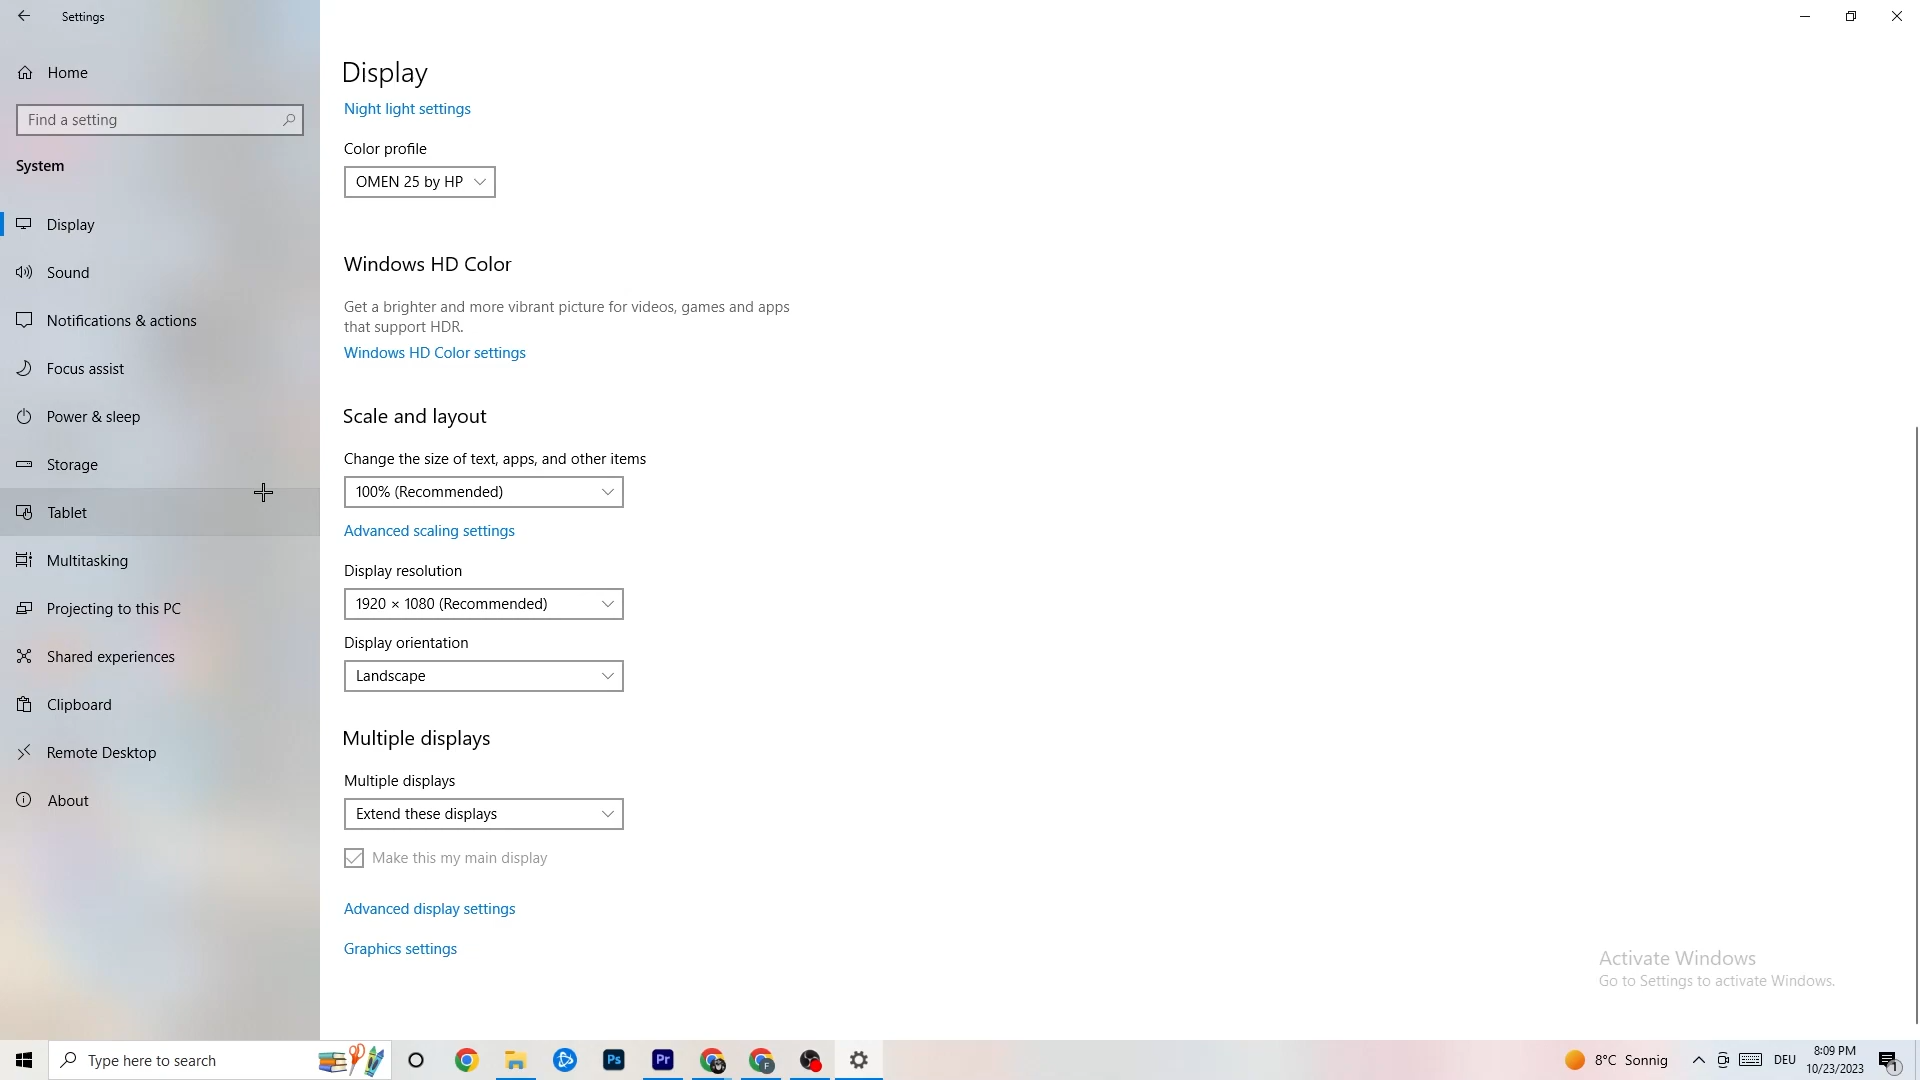 Settings
Home
Find a setting
System
Display
Sound
Notifications & actions
Focus assist
Power & sleep
Storage
Tablet
Multitasking
Projecting to this PC
Shared experiences
Clipboard
Remote Desktop
About
Display
Night light settings
Color profile
OMEN 25 by HP
Windows HD Color
Get a brighter and more vibrant picture for videos, games and apps
that support HDR.
Windows HD Color settings
Scale and layout
Change the size of text, apps, and other items
100% (Recommended)
Advanced scaling settings
Display resolution
1920 × 1080 (Recommended)
Display orientation
Landscape
Multiple displays
Multiple displays
Extend these displays
Make this my main display
Advanced display settings
Graphics settings
Activate Windows
Go to Settings to activate Windows.
Type here to search
Ps
Pr
F
8°C Sonnig
DEU
8:09 PM
10/23/2023
1